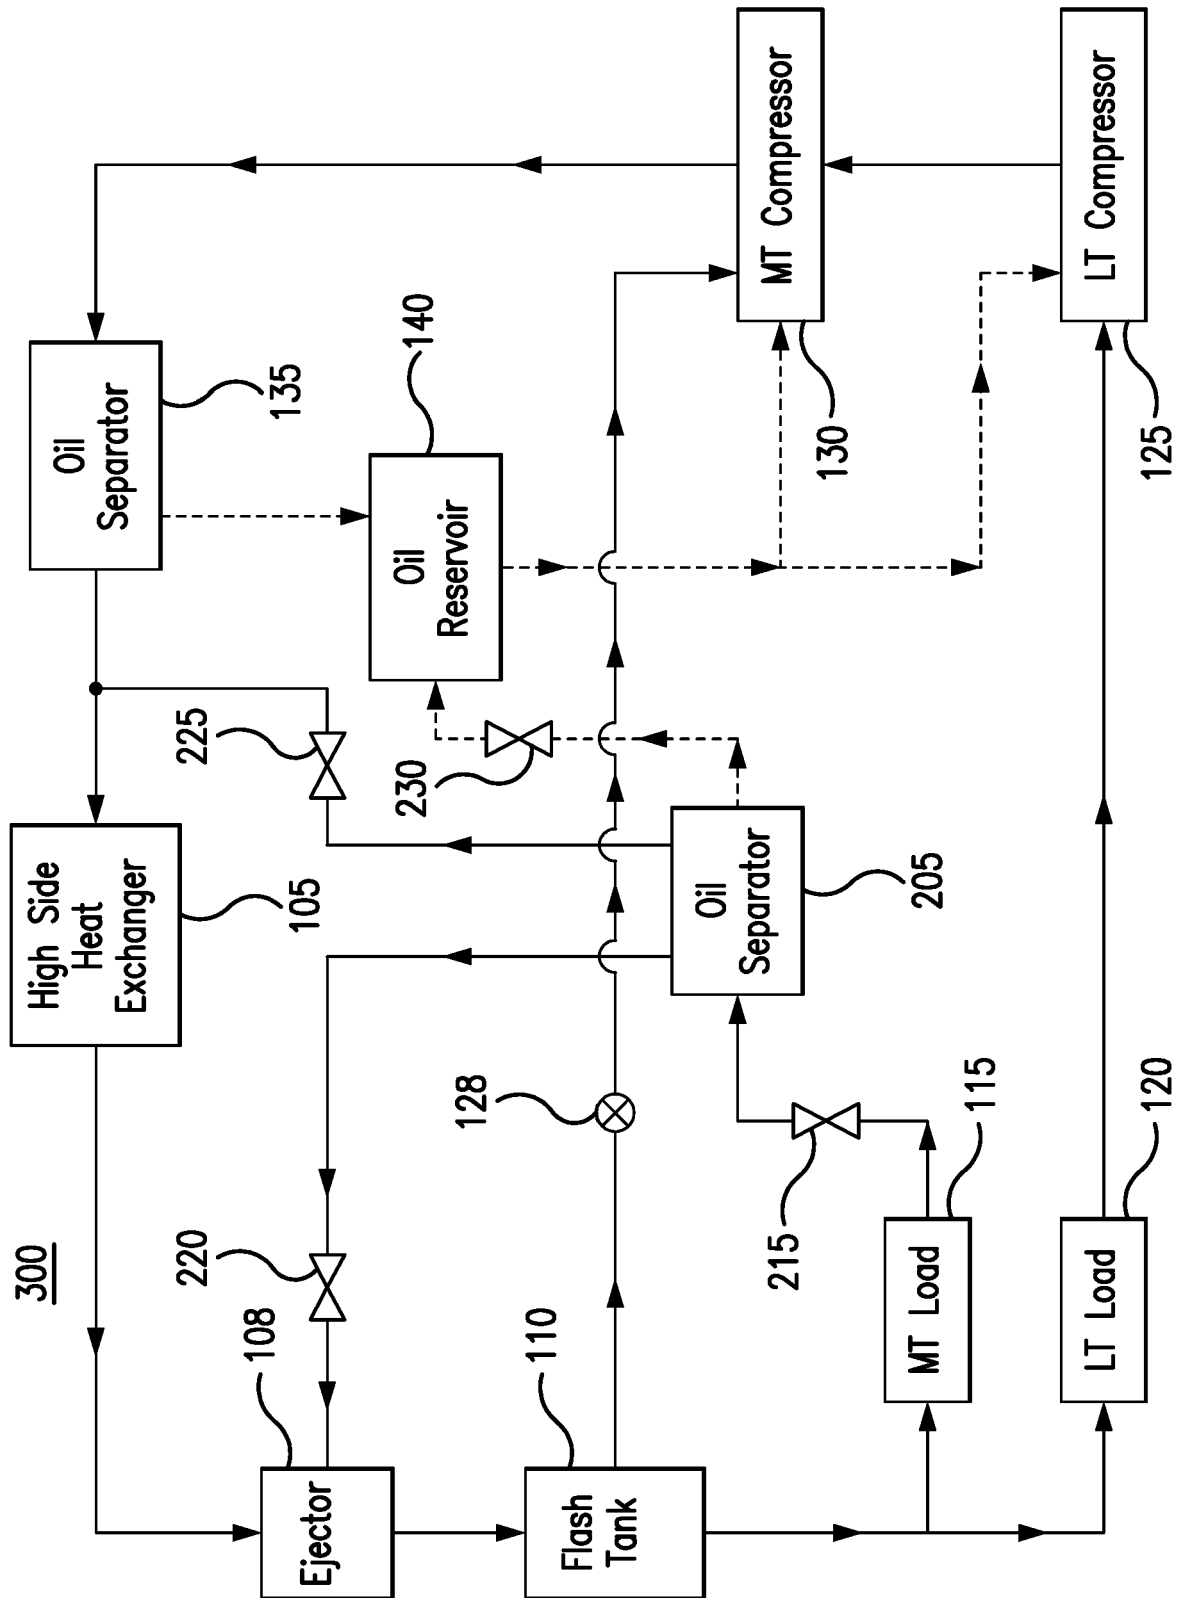 300
High Side
Heat
Exchanger
105
Oil
Separator
135
225
220
108
Ejector
Oil
Reservoir
140
230
110
Flash
Tank
128
Oil
Separator
205
215
MT Load
115
MT Compressor
130
LT Load
120
LT Compressor
125